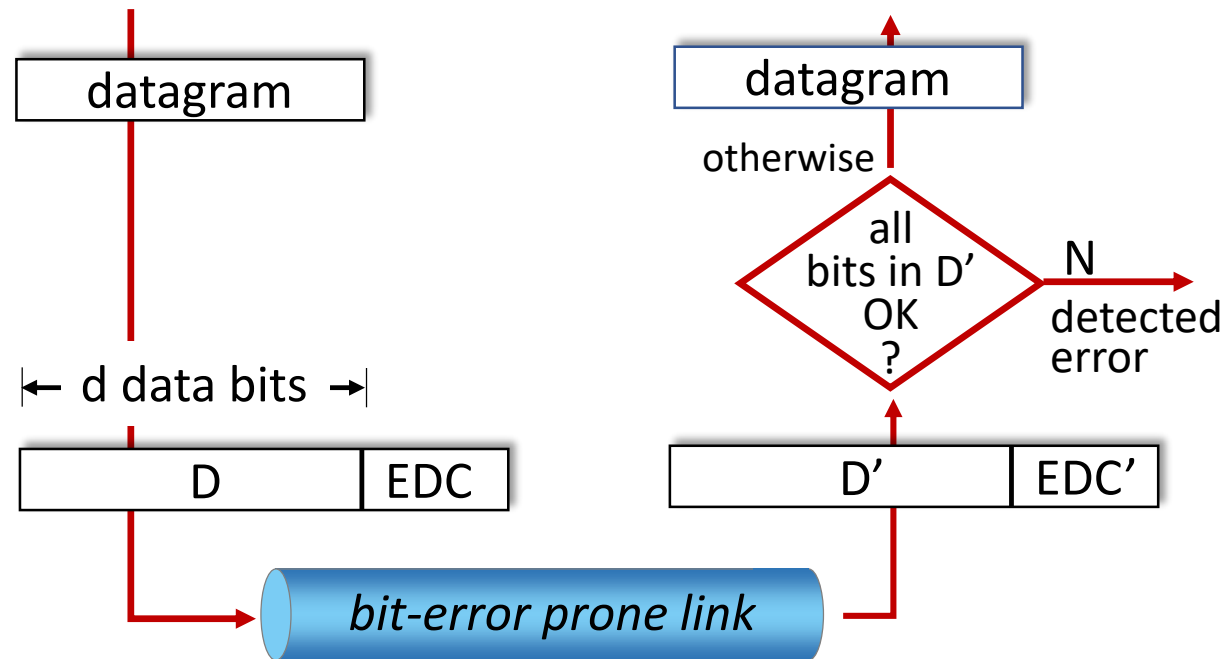 datagram
d data bits
D
EDC
bit-error prone link
datagram
otherwise
all
bits in D’
OK
?
N
detected
error
D’
EDC’